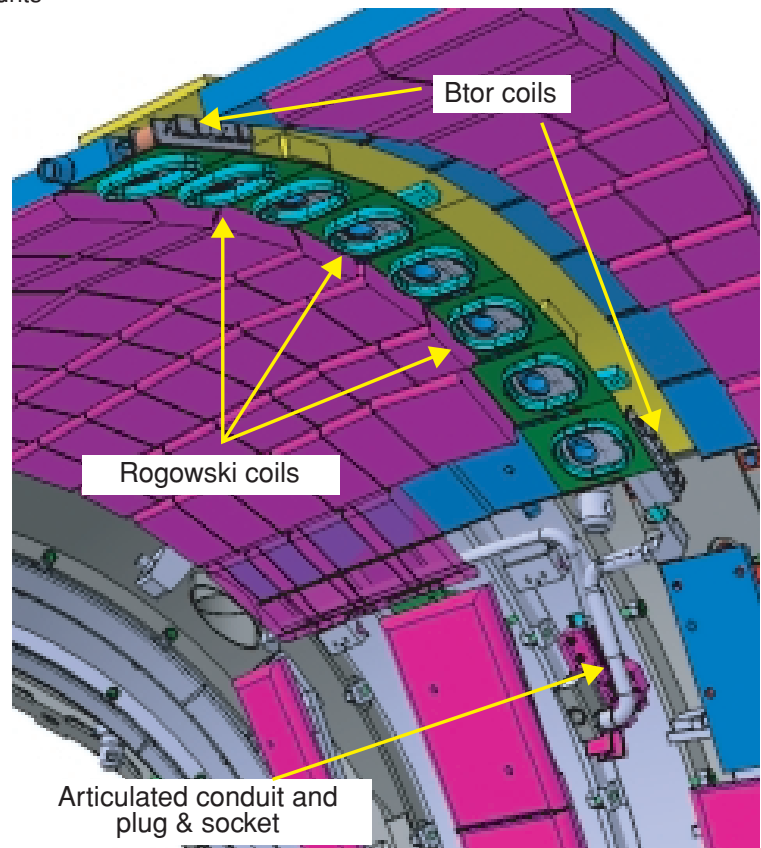 Btor coils
Rogowski coils
Articulated conduit and
plug & socket